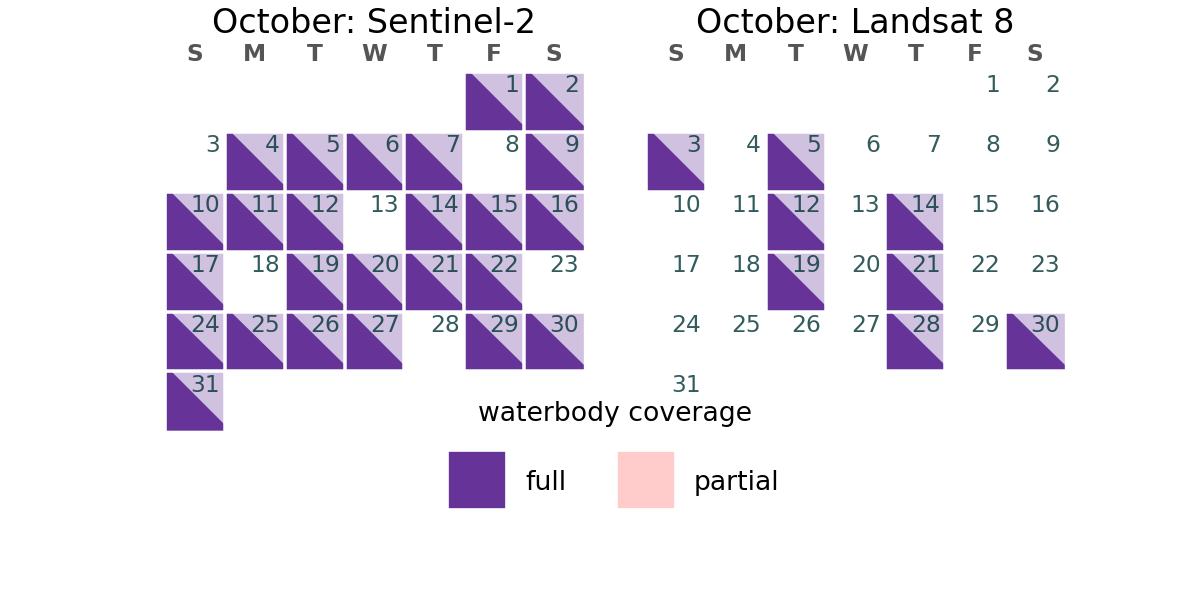 October: Sentinel-2
S M T W T F S
1 2
3 4 5 6 7 8 9
10 11 12 13 14 15 16
17 18 19 20 21 22 23
24 25 26 27 28 29 30
31
October: Landsat 8
S M T W T F S
1 2
3 4 5 6 7 8 9
10 11 12 13 14 15 16
17 18 19 20 21 22 23
24 25 26 27 28 29 30
31
waterbody coverage
full partial